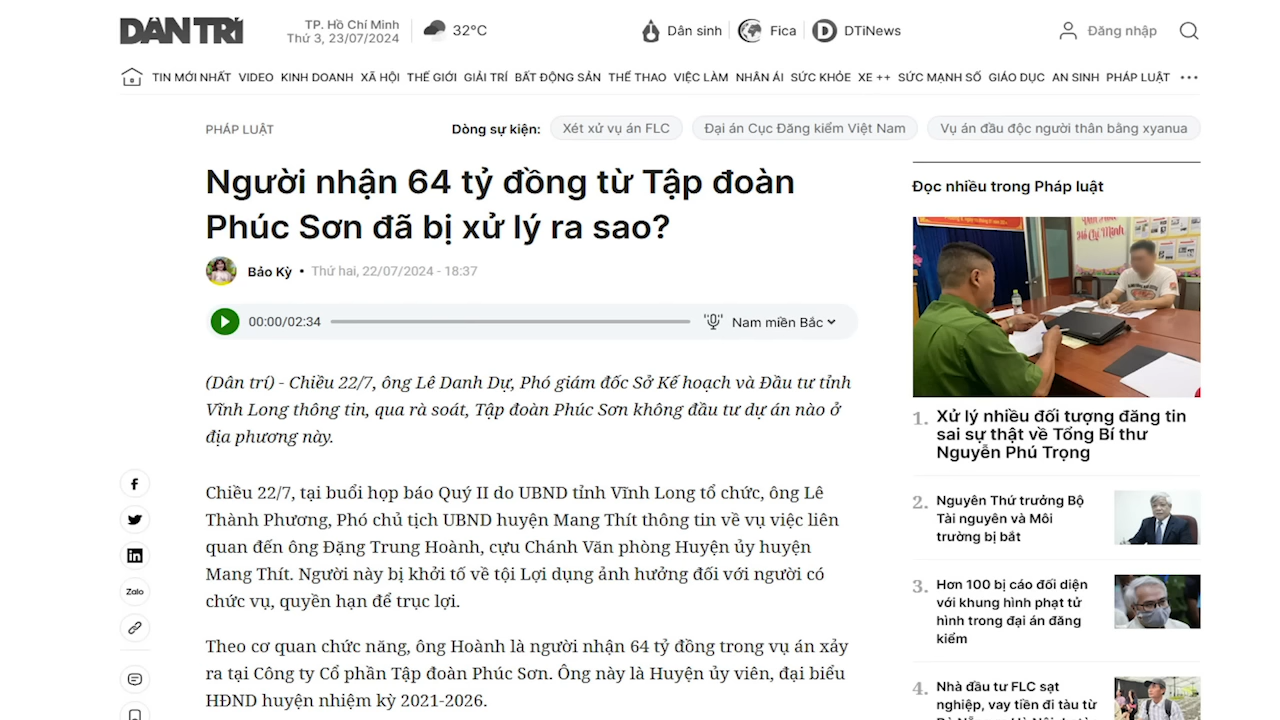 DÂN TRÍ
TP. Hồ Chí Minh
Thứ 3, 23/07/2024
32°C
Dân sinh
Fica
DTiNews
Đăng nhập
TIN MỚI NHẤT VIDEO KINH DOANH XÃ HỘI THẾ GIỚI GIẢI TRÍ BẤT ĐỘNG SẢN THỂ THAO VIỆC LÀM NHÂN ÁI SỨC KHỎE XE ++ SỨC MẠNH SỐ GIÁO DỤC AN SINH PHÁP LUẬT
PHÁP LUẬT
Dòng sự kiện:
Xét xử vụ án FLC
Đại án Cục Đăng kiểm Việt Nam
Vụ án đầu độc người thân bằng xyanua
Người nhận 64 tỷ đồng từ Tập đoàn
Phúc Sơn đã bị xử lý ra sao?
Bảo Kỳ • Thứ hai, 22/07/2024 - 18:37
00:00/02:34
Nam miền Bắc
(Dân trí) - Chiều 22/7, ông Lê Danh Dự, Phó giám đốc Sở Kế hoạch và Đầu tư tỉnh
Vĩnh Long thông tin, qua rà soát, Tập đoàn Phúc Sơn không đầu tư dự án nào ở
địa phương này.
Chiều 22/7, tại buổi họp báo Quý II do UBND tỉnh Vĩnh Long tổ chức, ông Lê
Thành Phương, Phó chủ tịch UBND huyện Mang Thít thông tin về vụ việc liên
quan đến ông Đặng Trung Hoành, cựu Chánh Văn phòng Huyện ủy huyện
Mang Thít. Người này bị khởi tố về tội Lợi dụng ảnh hưởng đối với người có
chức vụ, quyền hạn để trục lợi.
Theo cơ quan chức năng, ông Hoành là người nhận 64 tỷ đồng trong vụ án xảy
ra tại Công ty Cổ phần Tập đoàn Phúc Sơn. Ông này là Huyện ủy viên, đại biểu
HĐND huyện nhiệm kỳ 2021-2026.
Zalo
Đọc nhiều trong Pháp luật
Hồ Chí Minh
1. Xử lý nhiều đối tượng đăng tin
sai sự thật về Tổng Bí thư
Nguyễn Phú Trọng
2. Nguyên Thứ trưởng Bộ
Tài nguyên và Môi
trường bị bắt
3. Hơn 100 bị cáo đối diện
với khung hình phạt tử
hình trong đại án đăng
kiểm
4. Nhà đầu tư FLC sạt
nghiệp, vay tiền đi tàu từ